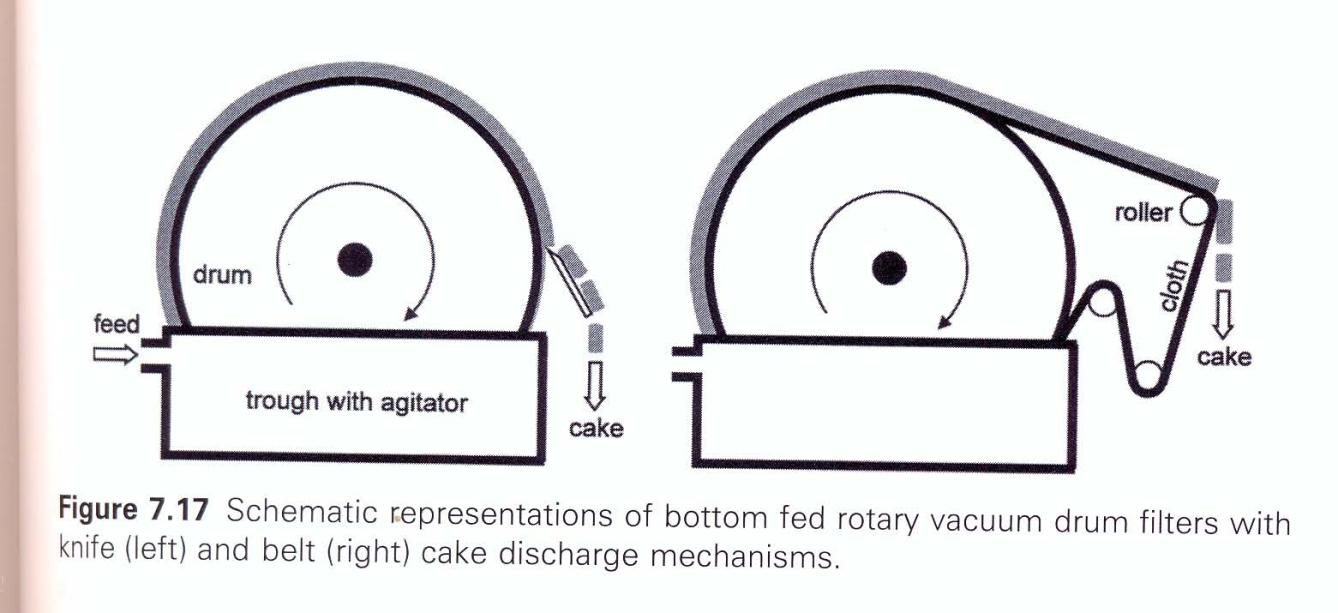 drum
feed
trough with agitator
cake
roller
cloth
cake
Figure 7.17 Schematic representations of bottom fed rotary vacuum drum filters with
knife (left) and belt (right) cake discharge mechanisms.